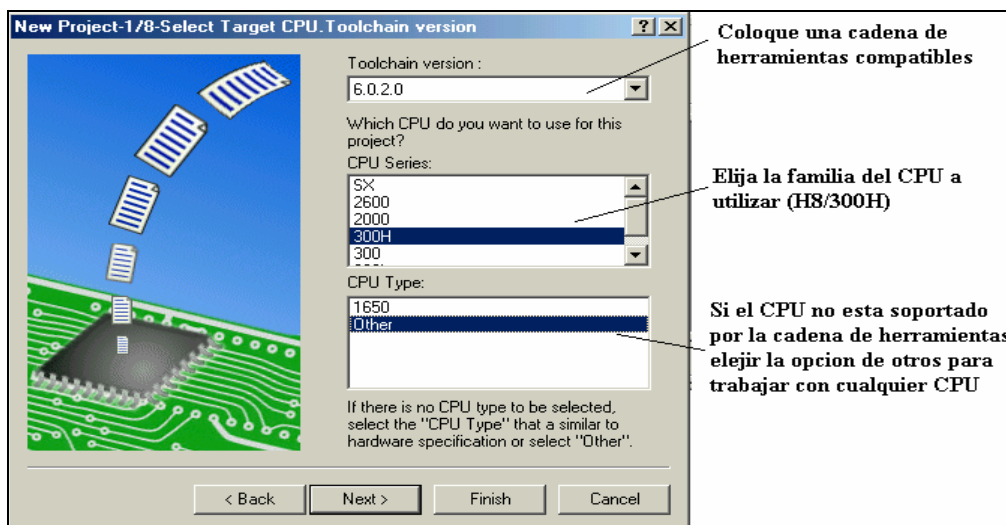 New Project-1/8-Select Target CPU.Toolchain version
Toolchain version :
6.0.2.0
Which CPU do you want to use for this
project?
CPU Series:
SX
2600
2000
300H
300
CPU Type:
1650
Other
If there is no CPU type to be selected,
select the "CPU Type" that a similar to
hardware specification or select "Other".
< Back
Next >
Finish
Cancel
Coloque una cadena de
herramientas compatibles
Elija la familia del CPU a
utilizar (H8/300H)
Si el CPU no esta soportado
por la cadena de herramientas
elejir la opcion de otros para
trabajar con cualquier CPU